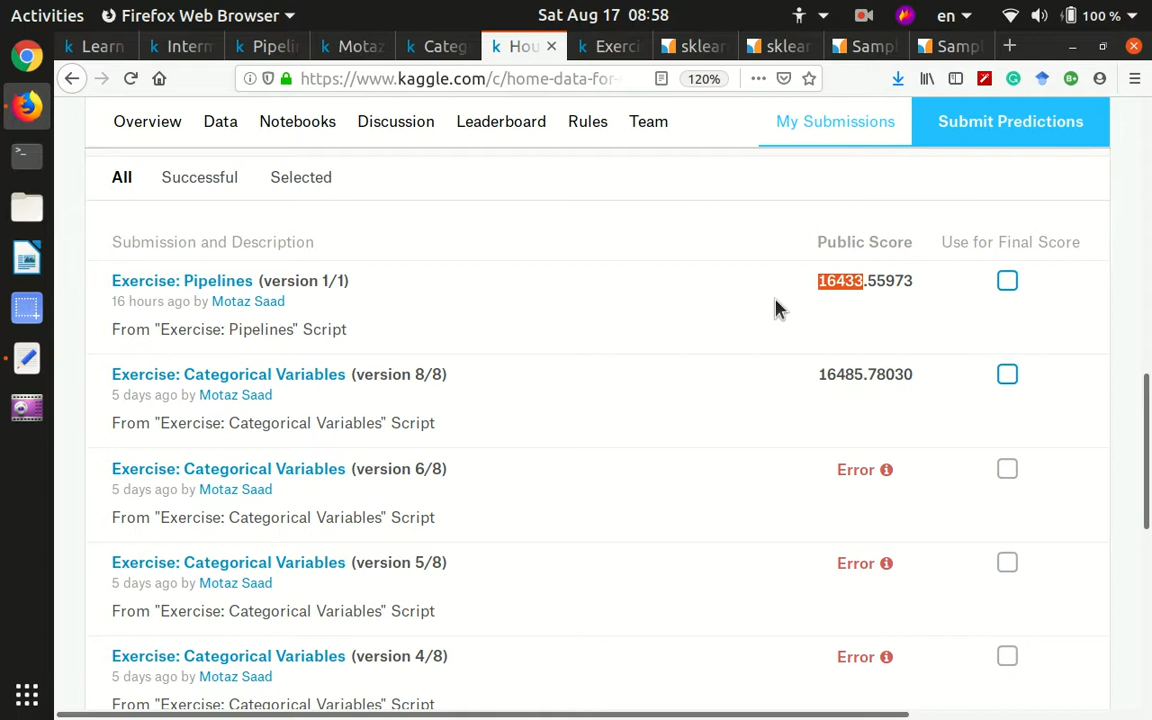 Activities
Firefox Web Browser
Sat Aug 17 08:58
en
100 %
Learn
Intern
Pipelin
Motaz
Categ
Hou
Exerci
sklear
sklear
Sampl
Sampl
https://www.kaggle.com/c/home-data-for-
120%
Overview
Data
Notebooks
Discussion
Leaderboard
Rules
Team
My Submissions
Submit Predictions
All
Successful
Selected
Submission and Description
Public Score
Use for Final Score
Exercise: Pipelines (version 1/1)
16433.55973
16 hours ago by Motaz Saad
From "Exercise: Pipelines" Script
Exercise: Categorical Variables (version 8/8)
16485.78030
5 days ago by Motaz Saad
From "Exercise: Categorical Variables" Script
Exercise: Categorical Variables (version 6/8)
Error
5 days ago by Motaz Saad
From "Exercise: Categorical Variables" Script
Exercise: Categorical Variables (version 5/8)
Error
5 days ago by Motaz Saad
From "Exercise: Categorical Variables" Script
Exercise: Categorical Variables (version 4/8)
Error
5 days ago by Motaz Saad
From "Exercise: Categorical Variables" Script